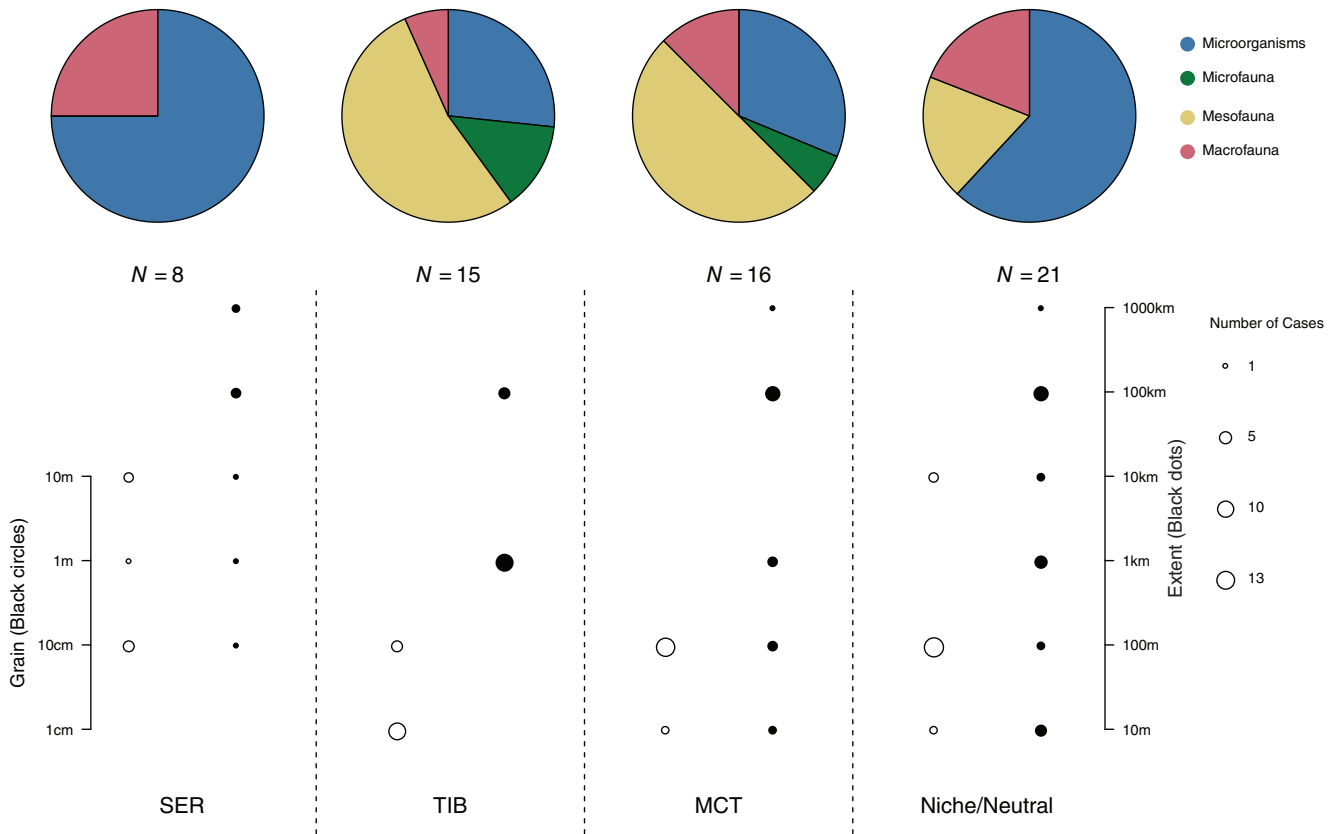 Microorganisms
Microfauna
Mesofauna
Macrofauna
N = 8
N = 15
N = 16
N = 21
Grain (Black circles)
10m
1m
10cm
1cm
1000km
100km
10km
1km
100m
10m
Extent (Black dots)
Number of Cases
1
5
10
13
SER
TIB
MCT
Niche/Neutral